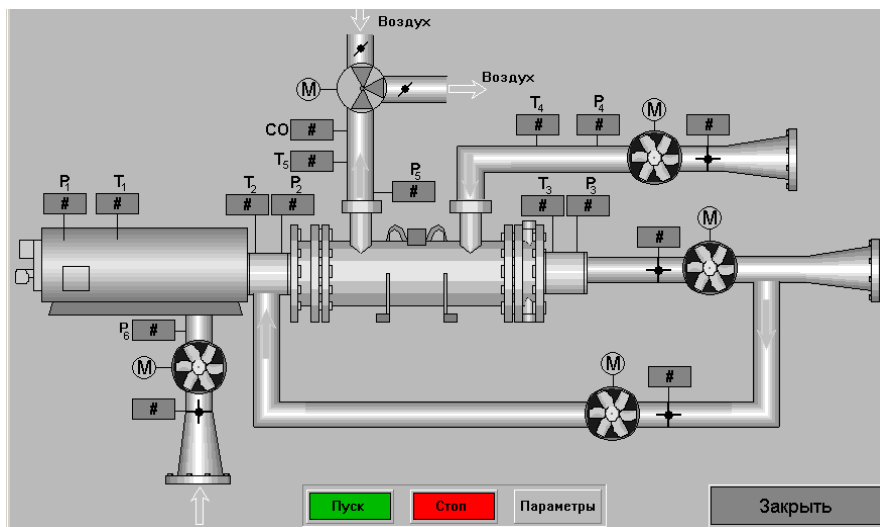 Воздух
M
Воздух
T4
P4
M
#
#
#
CO
#
T5
#
P5
#
P1
T1
#
#
T2
P2
#
#
T3
P3
#
#
M
#
P6
#
M
#
M
#
Пуск
Стоп
Параметры
Закрыть